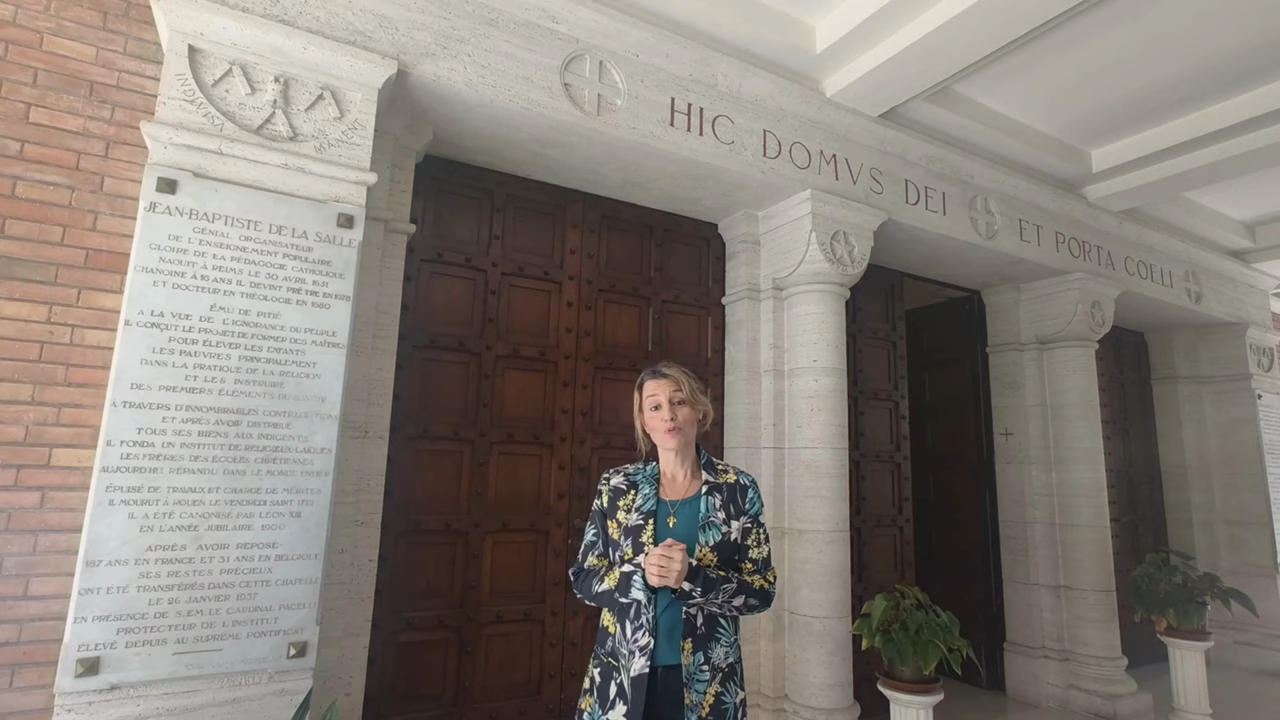 INDIVISA
MANENT
HIC DOMVS DEI
ET PORTA COELI
JEAN-BAPTISTE DE LA SALLE
GÉNIAL ORGANISATEUR
DE L'ENSEIGNEMENT POPULAIRE
GLOIRE DE LA PÉDAGOGIE CATHOLIQUE
NAQUIT À REIMS LE 30 AVRIL 1651
CHANOINE À 16 ANS IL DEVINT PRÊTRE EN 1678
ET DOCTEUR EN THÉOLOGIE EN 1680
ÉMU DE PITIÉ
A LA VUE DE L'IGNORANCE DU PEUPLE
IL CONÇUT LE PROJET DE FORMER DES MAÎTRES
POUR ÉLEVER LES ENFANTS
LES PAUVRES PRINCIPALEMENT
DANS LA PRATIQUE DE LA RELIGION
ET LES INSTRUIRE
DES PREMIERS ÉLÉMENTS DU SAVOIR
À TRAVERS D'INNOMBRABLES CONTRADICTIONS
ET APRÈS AVOIR DISTRIBUÉ
TOUS SES BIENS AUX INDIGENTS
IL FONDA UN INSTITUT DE RELIGIEUX LAIQUES
LES FRÈRES DES ÉCOLES CHRÉTIENNES
AUJOURD'HUI RÉPANDU DANS LE MONDE ENTIER
ÉPUISÉ DE TRAVAUX ET CHARGÉ DE MÉRITES
IL MOURUT À ROUEN LE VENDREDI SAINT 1719
IL A ÉTÉ CANONISÉ PAR LÉON XIII
EN L'ANNÉE JUBILAIRE 1900
APRÈS AVOIR REPOSÉ
187 ANS EN FRANCE ET 31 ANS EN BELGIQUE
SES RESTES PRÉCIEUX
ONT ÉTÉ TRANSFÉRÉS DANS CETTE CHAPELLE
LE 26 JANVIER 1937
EN PRÉSENCE DE S.EM. LE CARDINAL PACELLI
PROTECTEUR DE L'INSTITUT
ÉLEVÉ DEPUIS AU SUPRÊME PONTIFICAT